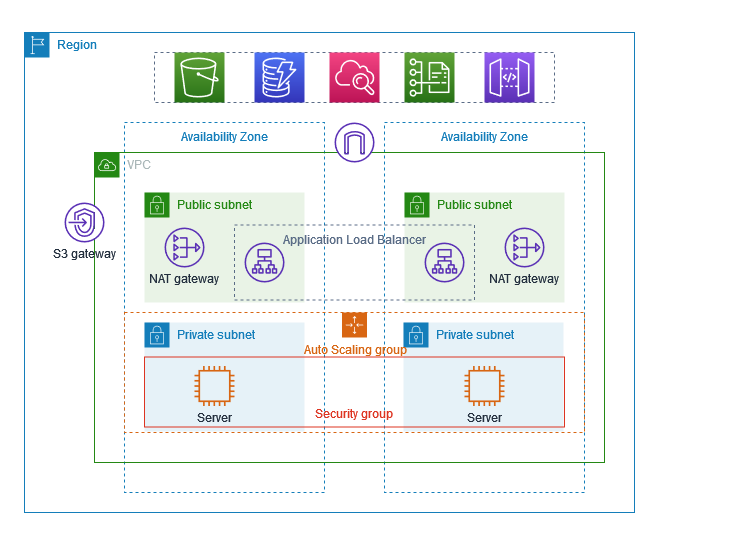 Region
Availability Zone
Availability Zone
VPC
Public subnet
Public subnet
Application Load Balancer
S3 gateway
NAT gateway
NAT gateway
Private subnet
Private subnet
Auto Scaling group
Security group
Server
Server